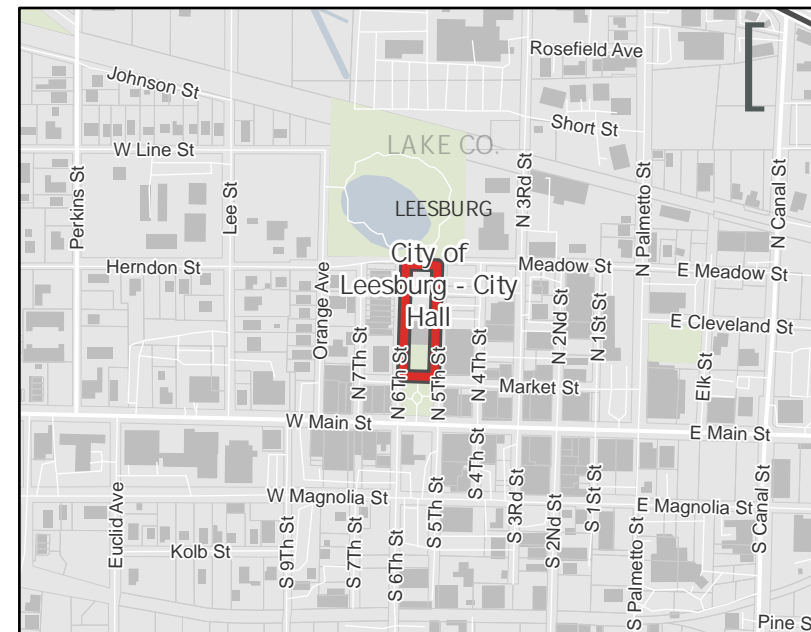 Rosefield Ave
Johnson St
Short St
LAKE CO.
W Line St
N 3Rd St
Perkins St
Lee St
N Palmetto St
N Canal St
LEESBURG
City of
Leesburg - City
Hall
Herndon St
Meadow St
E Meadow St
Orange Ave
N 7Th St
N 6Th St
N 5Th St
N 4Th St
N 2Nd St
N 1St St
E Cleveland St
Elk St
Market St
W Main St
E Main St
W Magnolia St
E Magnolia St
Euclid Ave
Kolb St
S 9Th St
S 7Th St
S 6Th St
S 5Th St
S 4Th St
S 3Rd St
S 2Nd St
S 1St St
S Palmetto St
S Canal St
Pine S